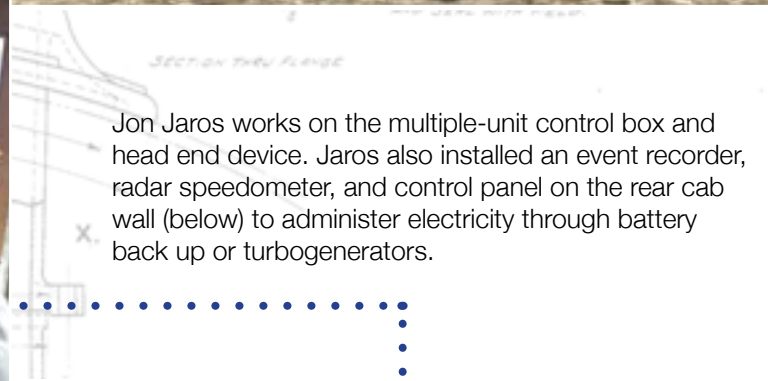 SECTION THRU FLANGE
Jon Jaros works on the multiple-unit control box and
head end device. Jaros also installed an event recorder,
radar speedometer, and control panel on the rear cab
wall (below) to administer electricity through battery
X.
back up or turbogenerators.